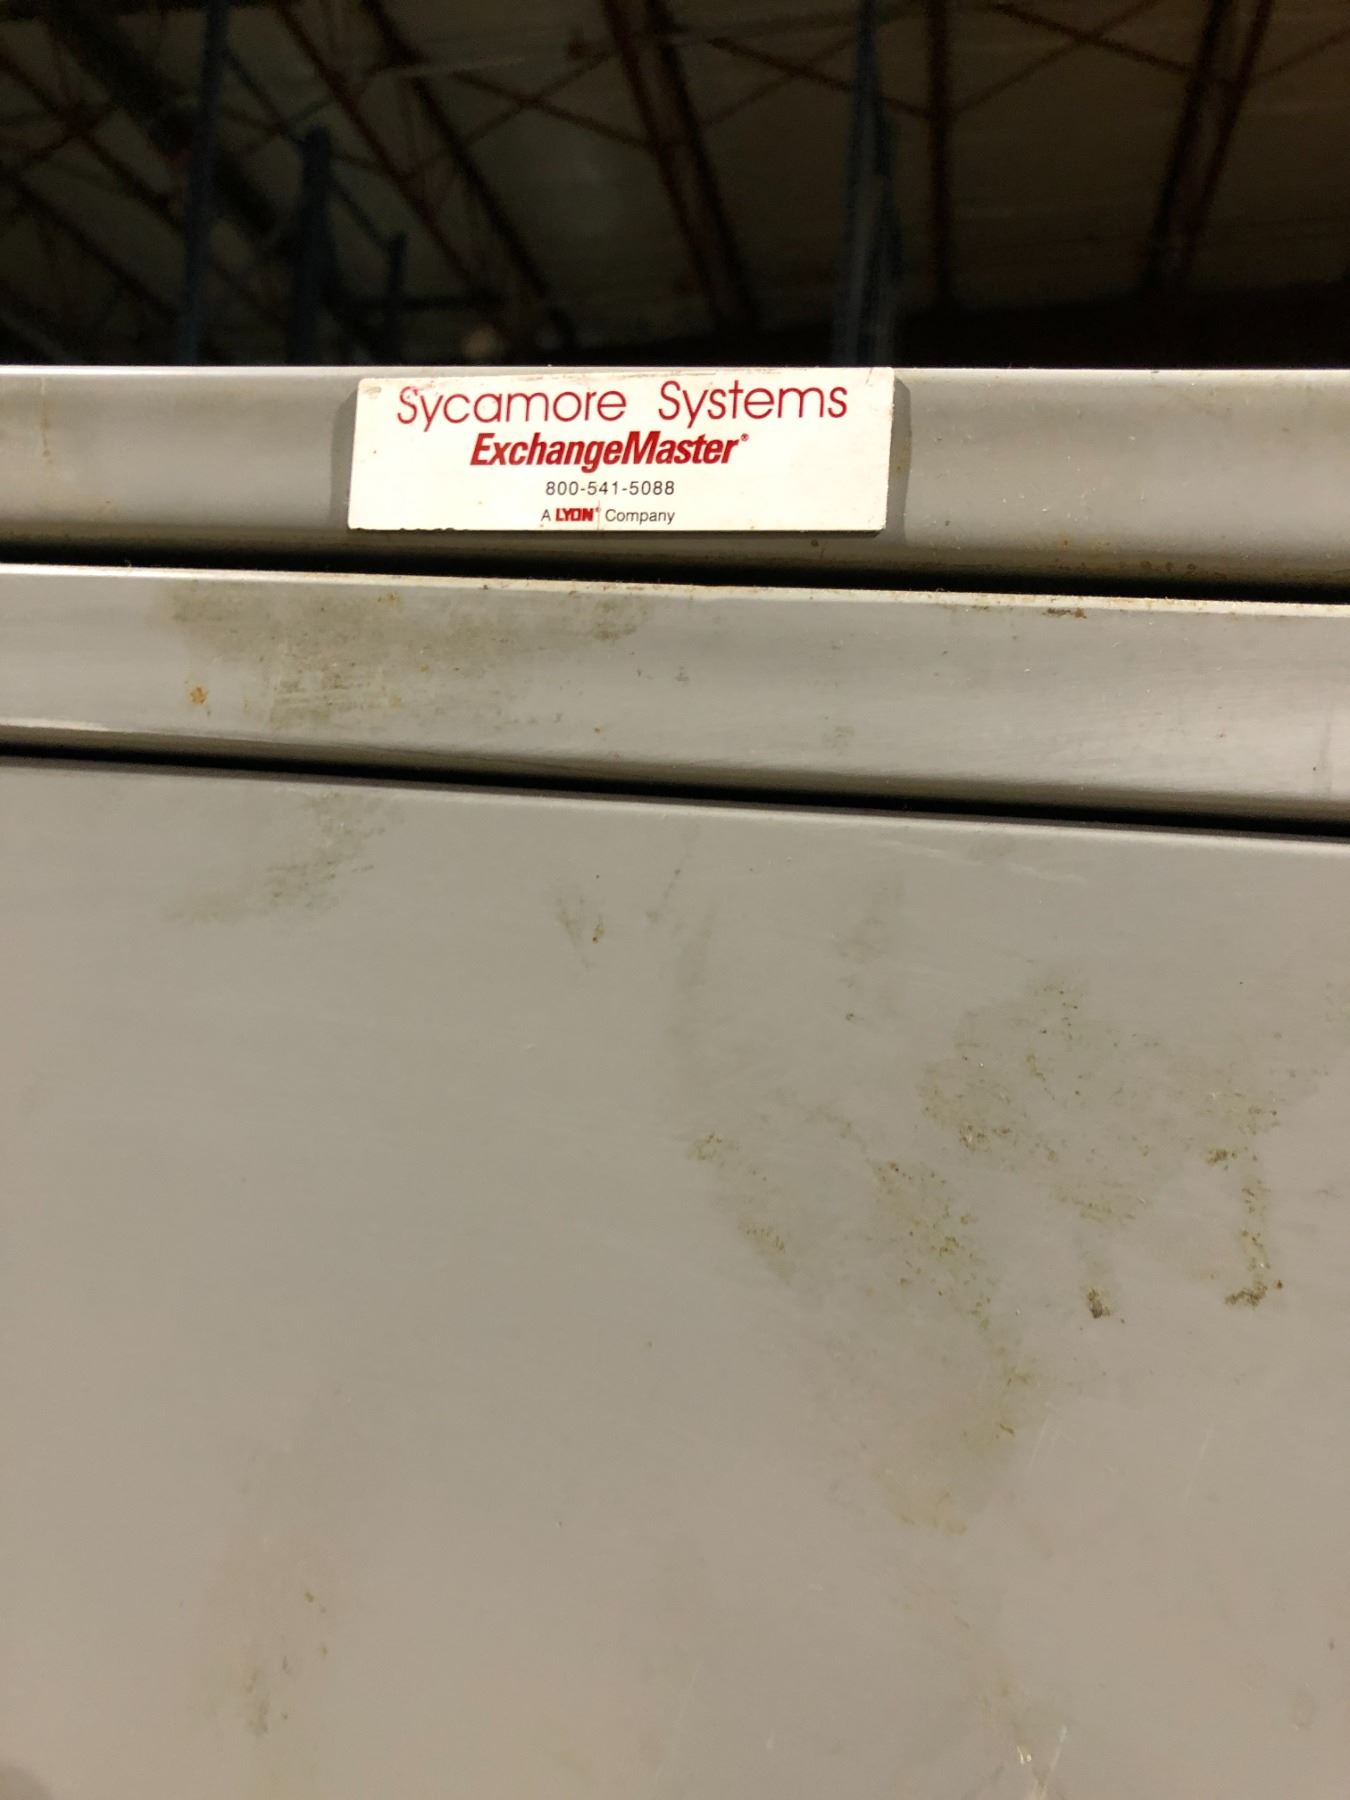 Sycamore Systems
ExchangeMaster®
800-541-5088
A LYON® Company